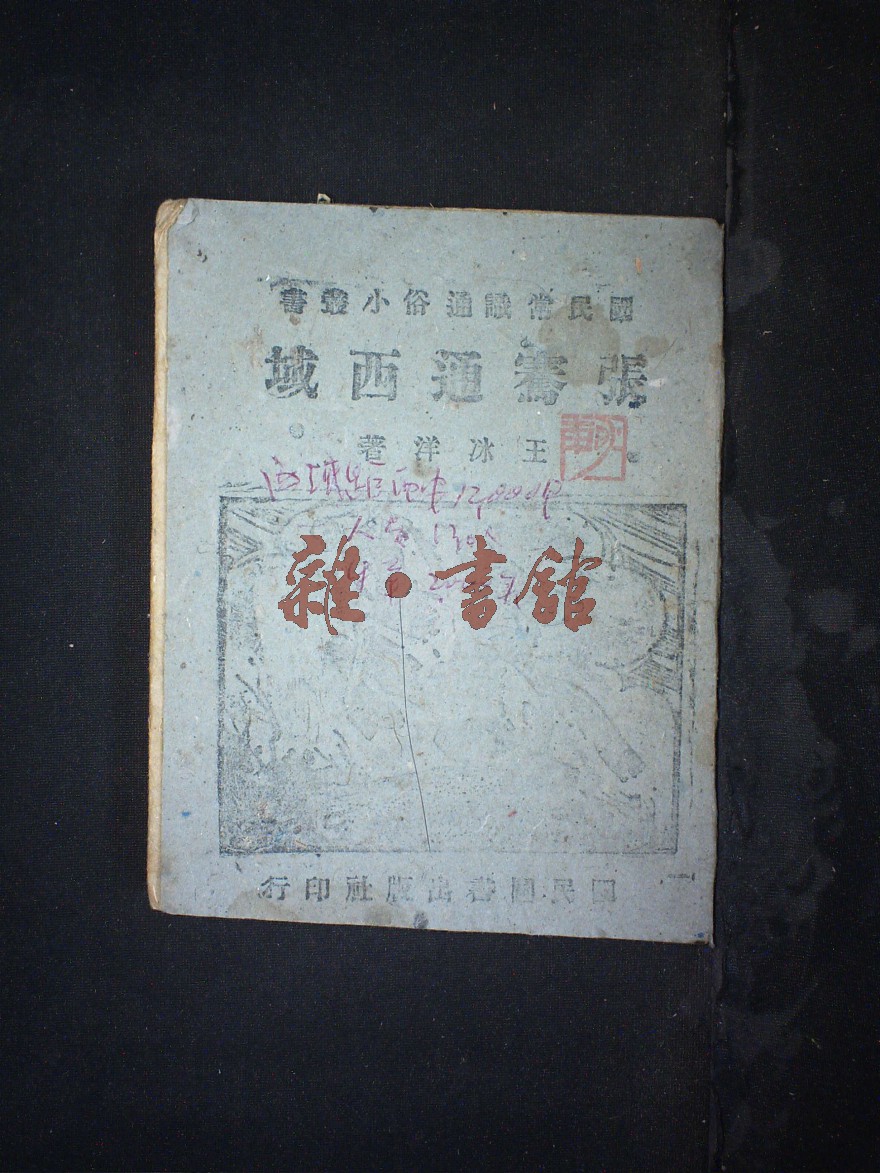 國民常識通俗小叢書
張騫通西域
王冰洋著
雜·書舘
國民圖書出版社印行